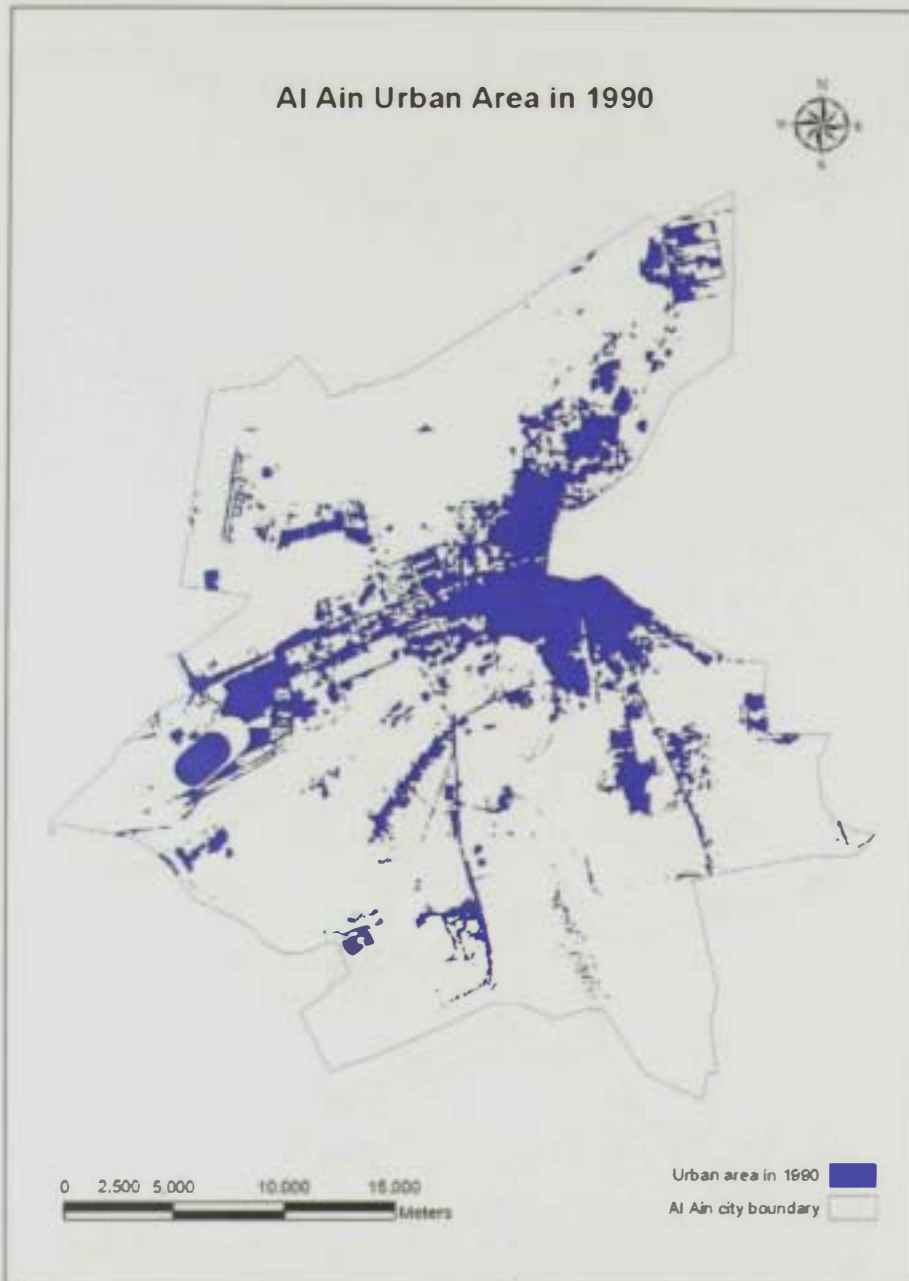 Al Ain Urban Area in 1990
N
0 2.500 5.000 10.000 15.000
Meters
Urban area in 1990
Al Ain city boundary